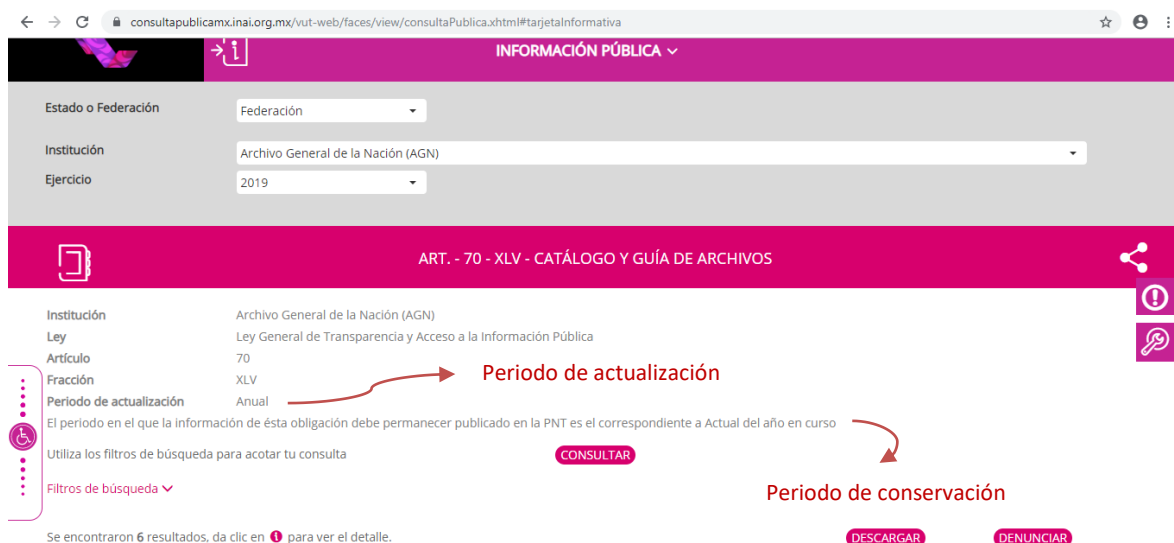 consultapublicamx.inai.org.mx/vut-web/faces/view/consultaPublica.xhtml#tarjetaInformativa
INFORMACIÓN PÚBLICA
Estado o Federación Federación
Institución Archivo General de la Nación (AGN)
Ejercicio 2019
ART. - 70 - XLV - CATÁLOGO Y GUÍA DE ARCHIVOS
Institución Archivo General de la Nación (AGN)
Ley Ley General de Transparencia y Acceso a la Información Pública
Artículo 70
Fracción XLV
Periodo de actualización
Periodo de actualización Anual
El periodo en el que la información de ésta obligación debe permanecer publicado en la PNT es el correspondiente a Actual del año en curso
Utiliza los filtros de búsqueda para acotar tu consulta CONSULTAR
Filtros de búsqueda
Periodo de conservación
Se encontraron 6 resultados, da clic en i para ver el detalle. DESCARGAR DENUNCIAR